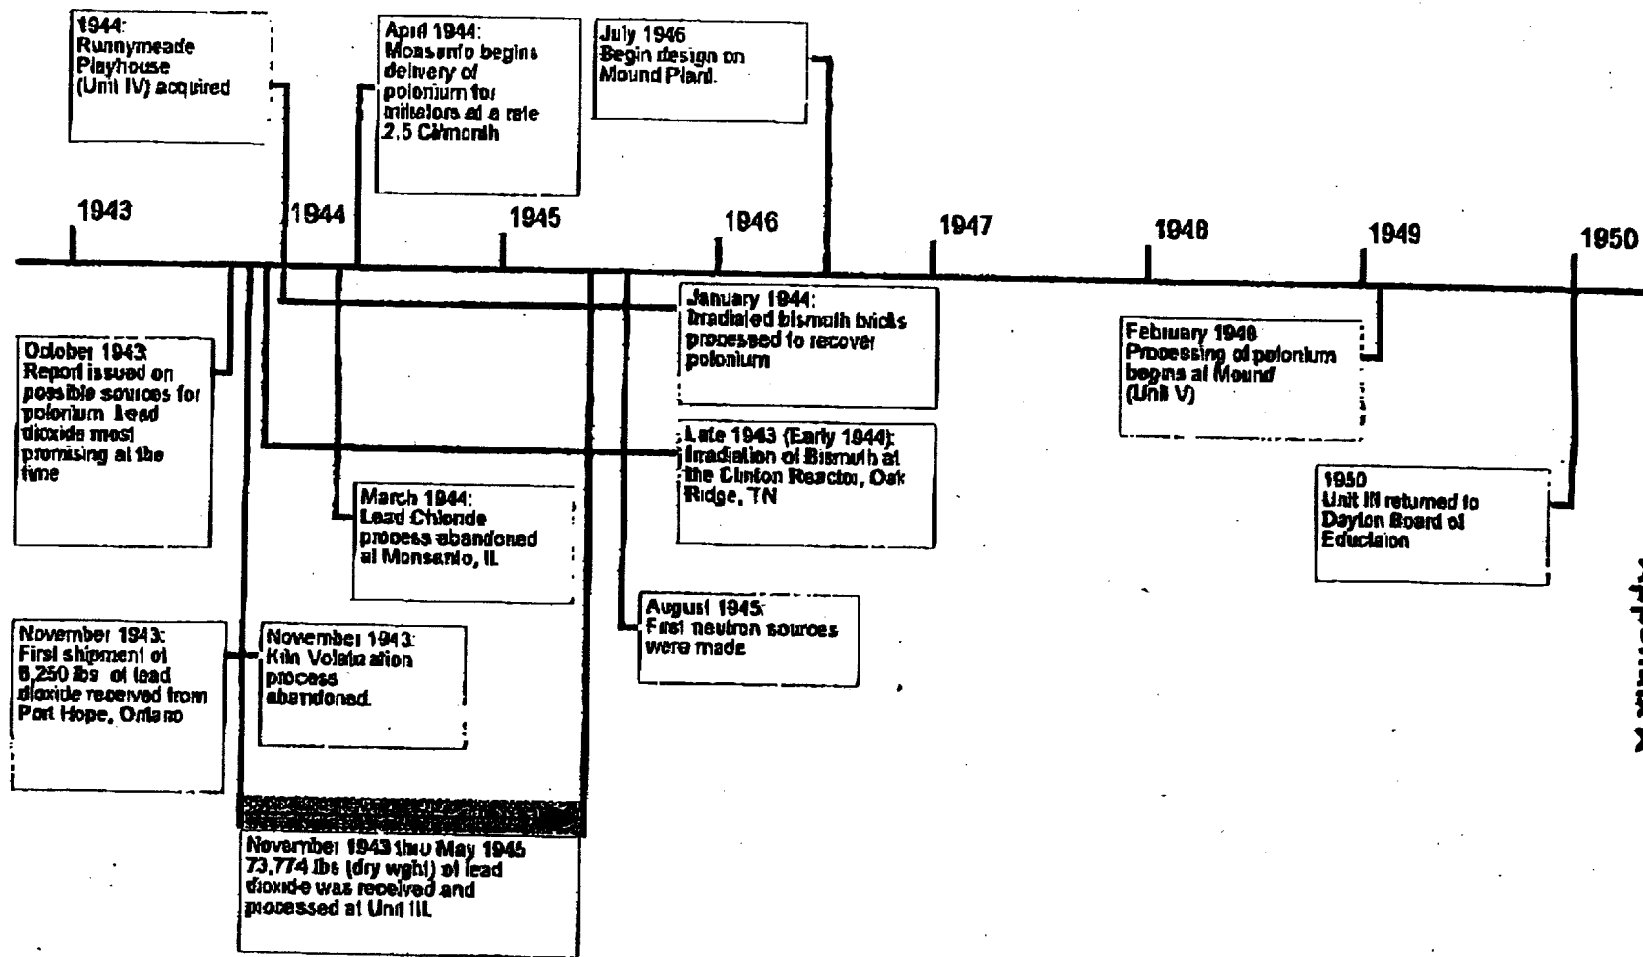 1944:
Runnymeade
Playhouse
(Unit IV) acquired
April 1944:
Monsanto begins
delivery of
polonium for
initiators at a rate
2.5 Ci/month
July 1946
Begin design on
Mound Plant.
1943
1944
1945
1946
1947
1948
1949
1950
October 1943:
Report issued on
possible sources for
polonium. Lead
dioxide most
promising at the
time
January 1944:
Irradiated bismuth bricks
processed to recover
polonium
Late 1943 (Early 1944):
Irradiation of Bismuth at
the Clinton Reactor, Oak
Ridge, TN
March 1944:
Lead Chloride
process abandoned
at Monsanto, IL
February
Processing of polonium
begins at Mound
(Unit V)
1950
Unit III returned to
Dayton Board of
Eduction
August 1945:
First neutron sources
were made
November 1943:
First shipment of
lbs of lead
dioxide received from
Port Hope, Ontario
November 1943:
Kiln
process
abandoned.
November 1943 thru May 1945
73,774 lbs (dry wght) of lead
dioxide was received and
processed at Unit III.